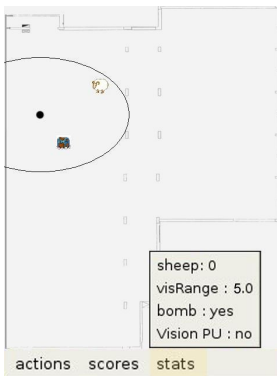 sheep: 0
visRange : 5.0
bomb : yes
Vision PU : no
actions scores stats